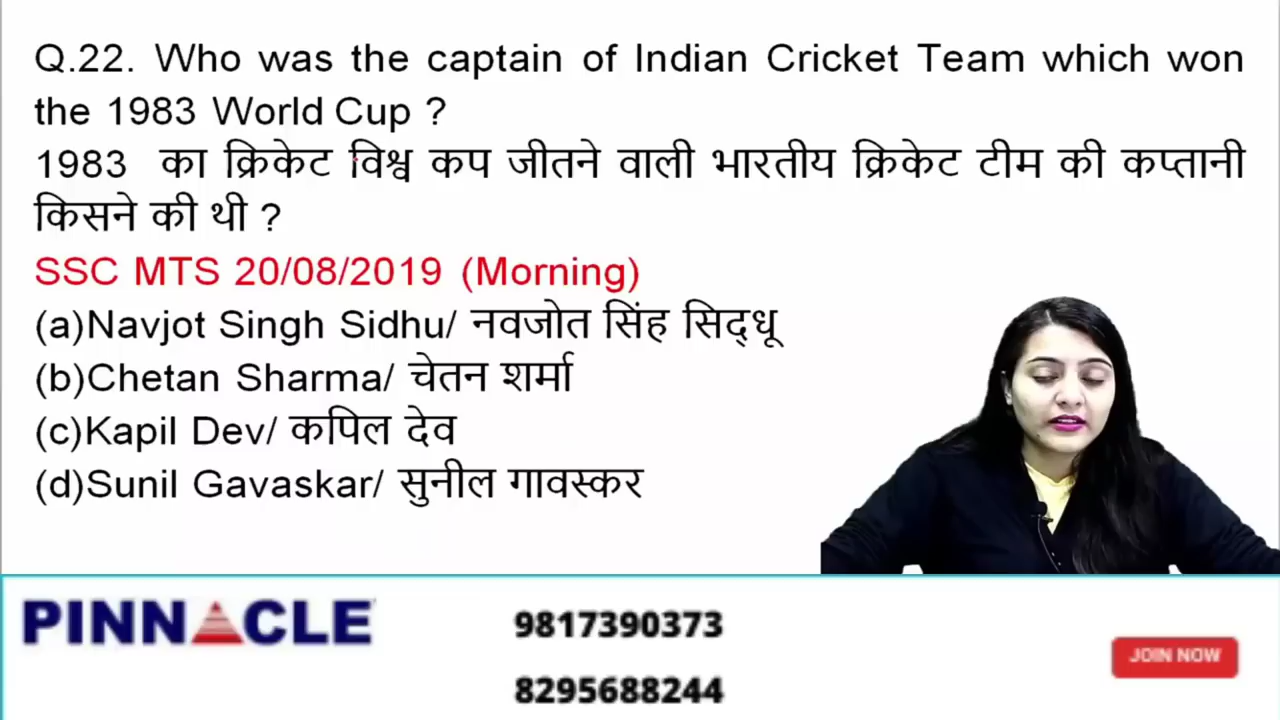 Q.22. Who was the captain of Indian Cricket Team which won
the 1983 World Cup ?
1983 का क्रिकेट विश्व कप जीतने वाली भारतीय क्रिकेट टीम की कप्तानी
किसने की थी ?
SSC MTS 20/08/2019 (Morning)
(a)Navjot Singh Sidhu/ नवजोत सिंह सिद्धू
(b)Chetan Sharma/ चेतन शर्मा
(c)Kapil Dev/ कपिल देव
(d)Sunil Gavaskar/ सुनील गावस्कर
PINNACLE
9817390373
8295688244
JOIN NOW